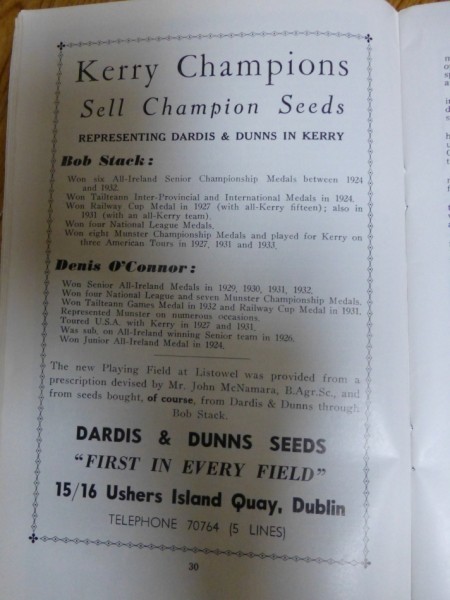 Kerry Champions
Sell Champion Seeds
REPRESENTING DARDIS & DUNNS IN KERRY
Bob Stack:
Won six All-Ireland Senior Championship Medals between 1924
and 1932.
Won Tailteann Inter-Provincial and International Medals in 1924.
Won Railway Cup Medal in 1927 (with all-Kerry fifteen); also in
1931 (with an all-Kerry team).
Won four National League Medals.
Won eight Munster Championship Medals and played for Kerry on
three American Tours in 1927, 1931 and 1933.
Denis O'Connor:
Won Senior All-Ireland Medals in 1929, 1930, 1931, 1932.
Won four National League and seven Munster Championship Medals.
Won Tailteann Games Medal in 1932 and Railway Cup Medal in 1931.
Represented Munster on numerous occasions.
Toured U.S.A. with Kerry in 1927 and 1931.
Was sub. on All-Ireland winning Senior team in 1926.
Won Junior All-Ireland Medal in 1924.
The new Playing Field at Listowel was provided from a
prescription devised by Mr. John McNamara, B.Agr.Sc., and
from seeds bought, of course, from Dardis & Dunns through
Bob Stack.
DARDIS & DUNNS SEEDS
"FIRST IN EVERY FIELD"
15/16 Ushers Island Quay, Dublin
TELEPHONE 70764 (5 LINES)
30